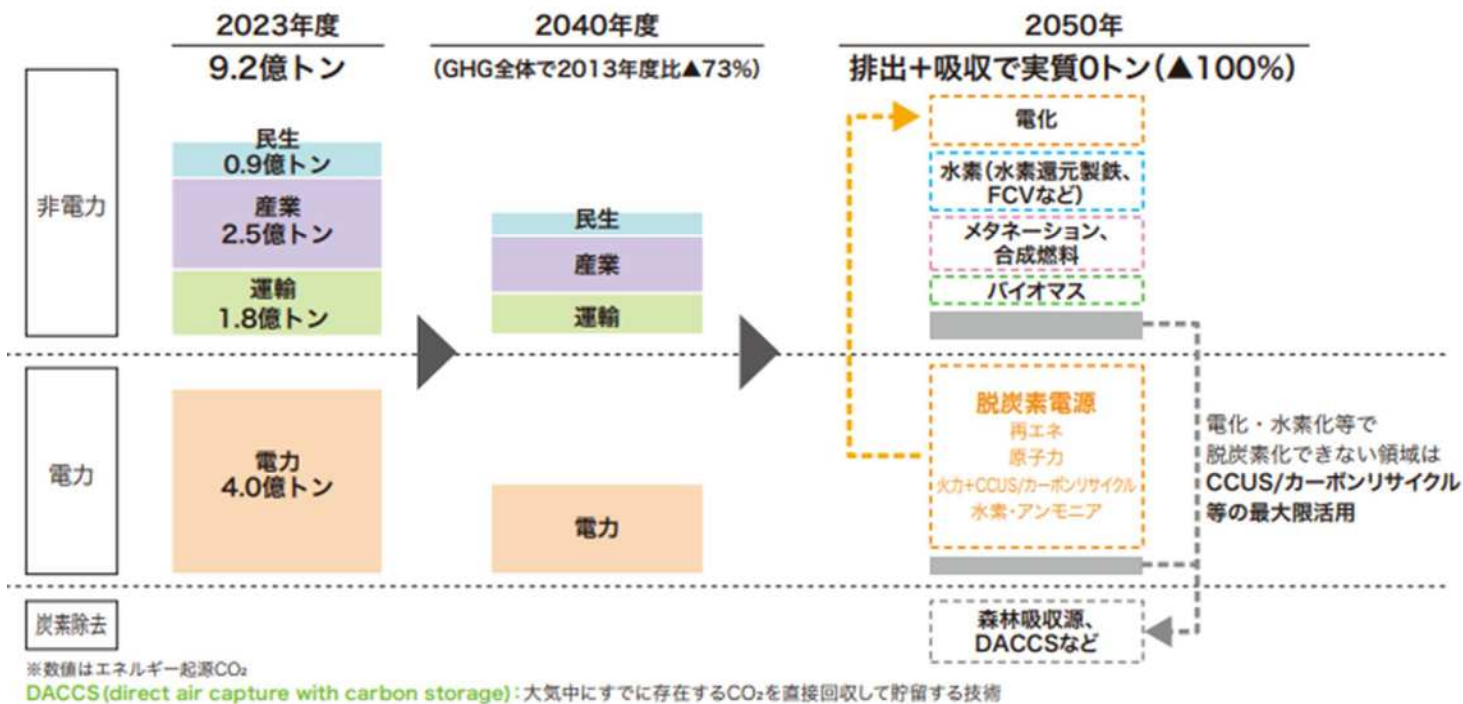 2023年度
9.2億トン
2040年度
(GHG全体で2013年度比▲73%)
2050年
排出+吸収で実質0トン(▲100%)
非電力
民生
0.9億トン
産業
2.5億トン
運輸
1.8億トン
民生
産業
運輸
電化
水素(水素還元製鉄、
FCVなど)
メタネーション、
合成燃料
バイオマス
電力
電力
4.0億トン
電力
脱炭素電源
再エネ
原子力
火力+CCUS/カーボンリサイクル
水素・アンモニア
電化・水素化等で
脱炭素化できない領域は
CCUS/カーボンリサイクル
等の最大限活用
炭素除去
森林吸収源、
DACCSなど
※数値はエネルギー起源CO₂
DACCS(direct air capture with carbon storage):大気中にすでに存在するCO₂を直接回収して貯留する技術